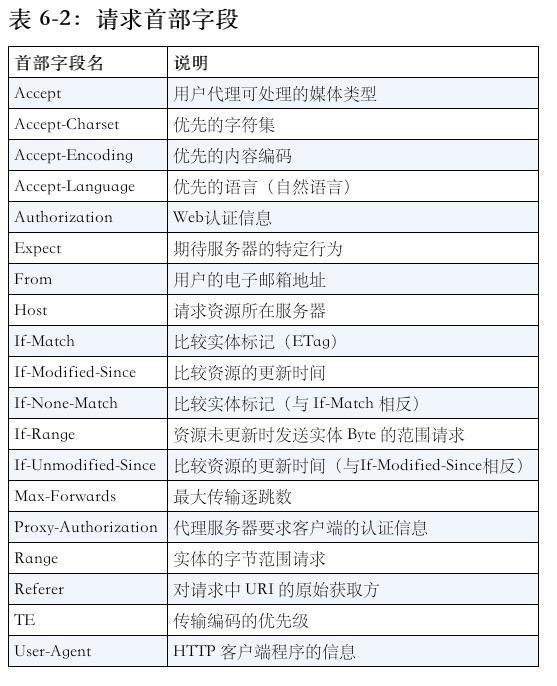 表 6-2：请求首部字段
首部字段名 说明
Accept 用户代理可处理的媒体类型
Accept-Charset 优先的字符集
Accept-Encoding 优先的内容编码
Accept-Language 优先的语言（自然语言）
Authorization Web认证信息
Expect 期待服务器的特定行为
From 用户的电子邮箱地址
Host 请求资源所在服务器
If-Match 比较实体标记（ETag）
If-Modified-Since 比较资源的更新时间
If-None-Match 比较实体标记（与 If-Match 相反）
If-Range 资源未更新时发送实体 Byte 的范围请求
If-Unmodified-Since 比较资源的更新时间（与If-Modified-Since相反）
Max-Forwards 最大传输逐跳数
Proxy-Authorization 代理服务器要求客户端的认证信息
Range 实体的字节范围请求
Referer 对请求中 URI 的原始获取方
TE 传输编码的优先级
User-Agent HTTP 客户端程序的信息